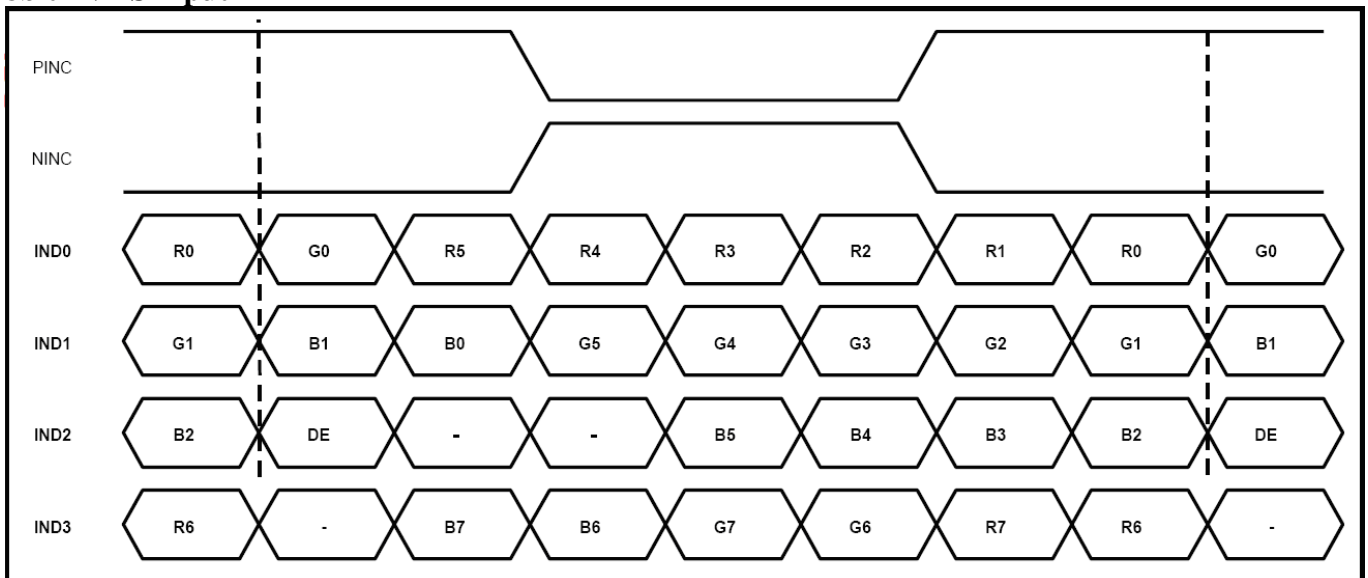 PINC
NINC
IND0 R0 G0 R5 R4 R3 R2 R1 R0 G0
IND1 G1 B1 B0 G5 G4 G3 G2 G1 B1
IND2 B2 DE - - B5 B4 B3 B2 DE
IND3 R6 - B7 B6 G7 G6 R7 R6 -